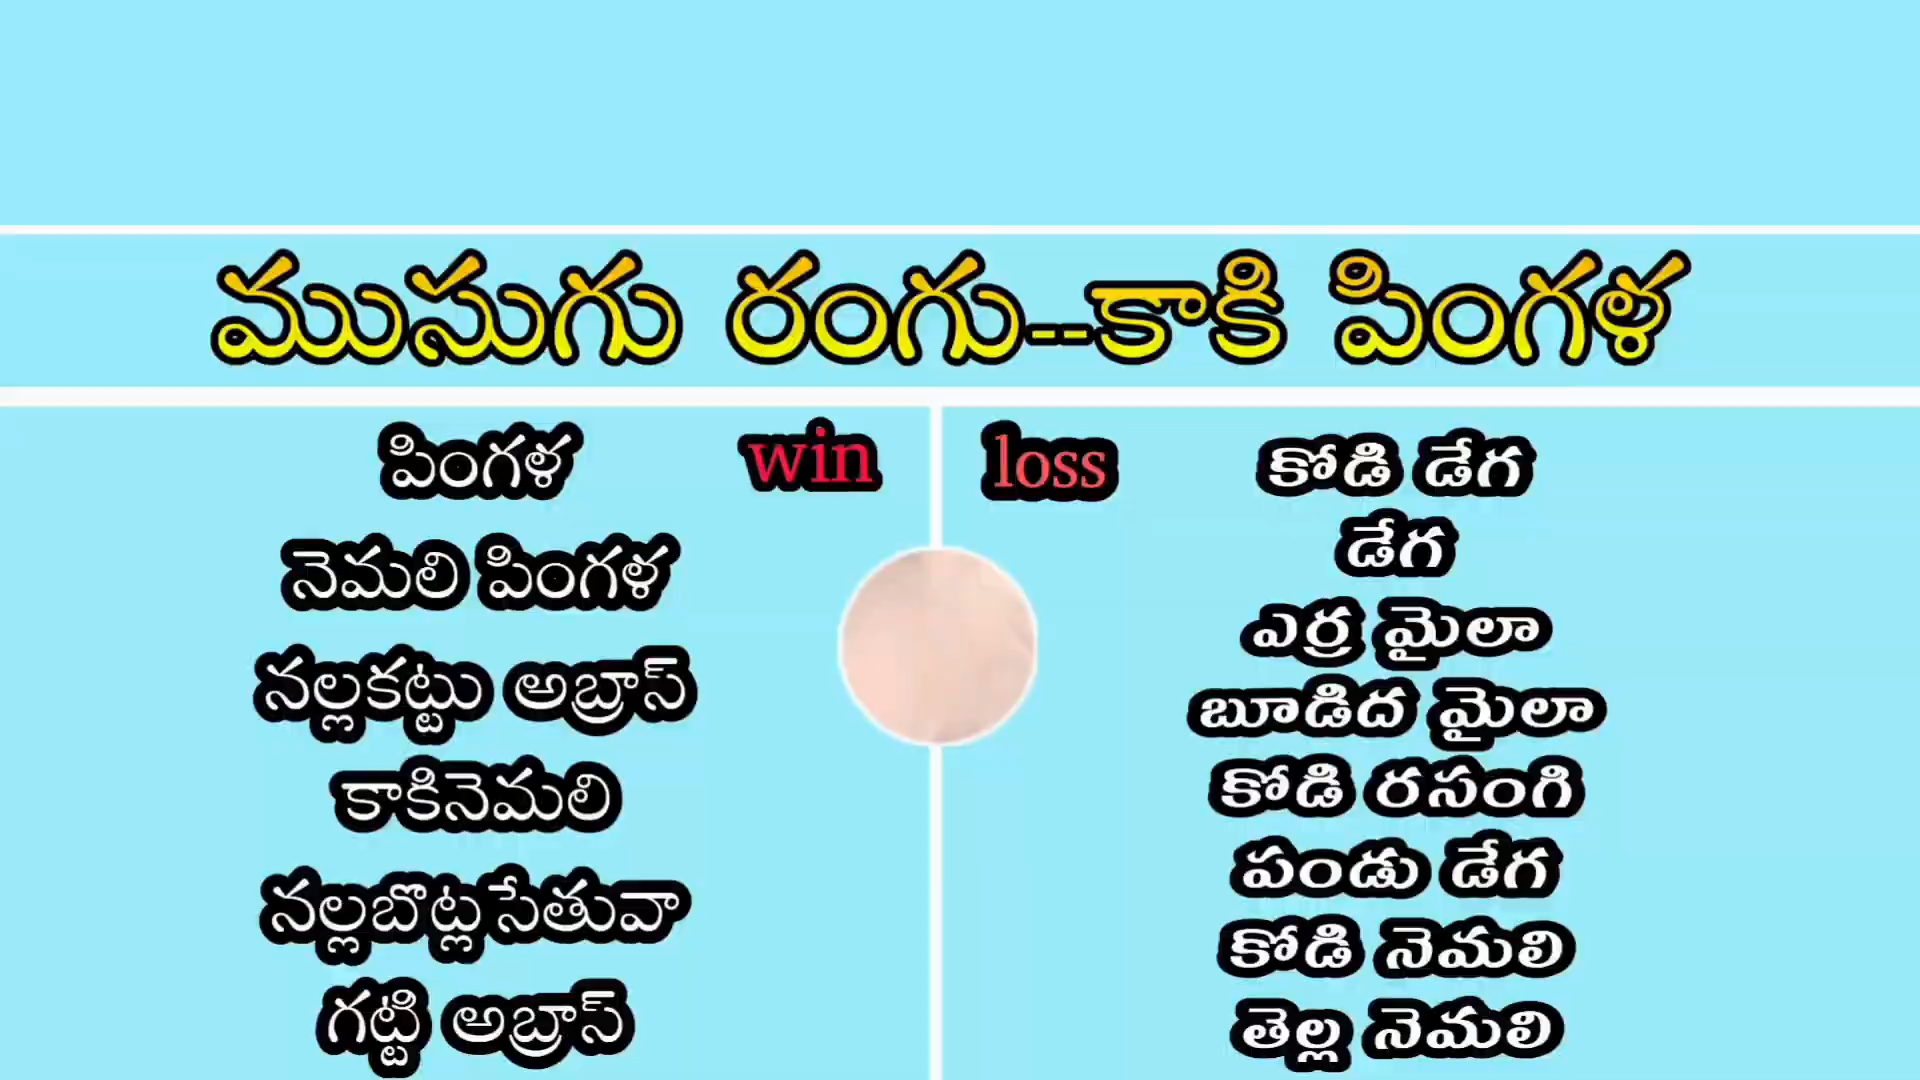 ముసుగు రంగు--కాకి పింగళ
పింగళ win
నెమలి పింగళ
నల్లకట్టు అబ్రాస్
కాకినెమలి
నల్లబొట్లసేతువా
గట్టి అబ్రాస్
loss కోడి డేగ
డేగ
ఎర్ర మైలా
బూడిద మైలా
కోడి రసంగి
పండు డేగ
కోడి నెమలి
తెల్ల నెమలి